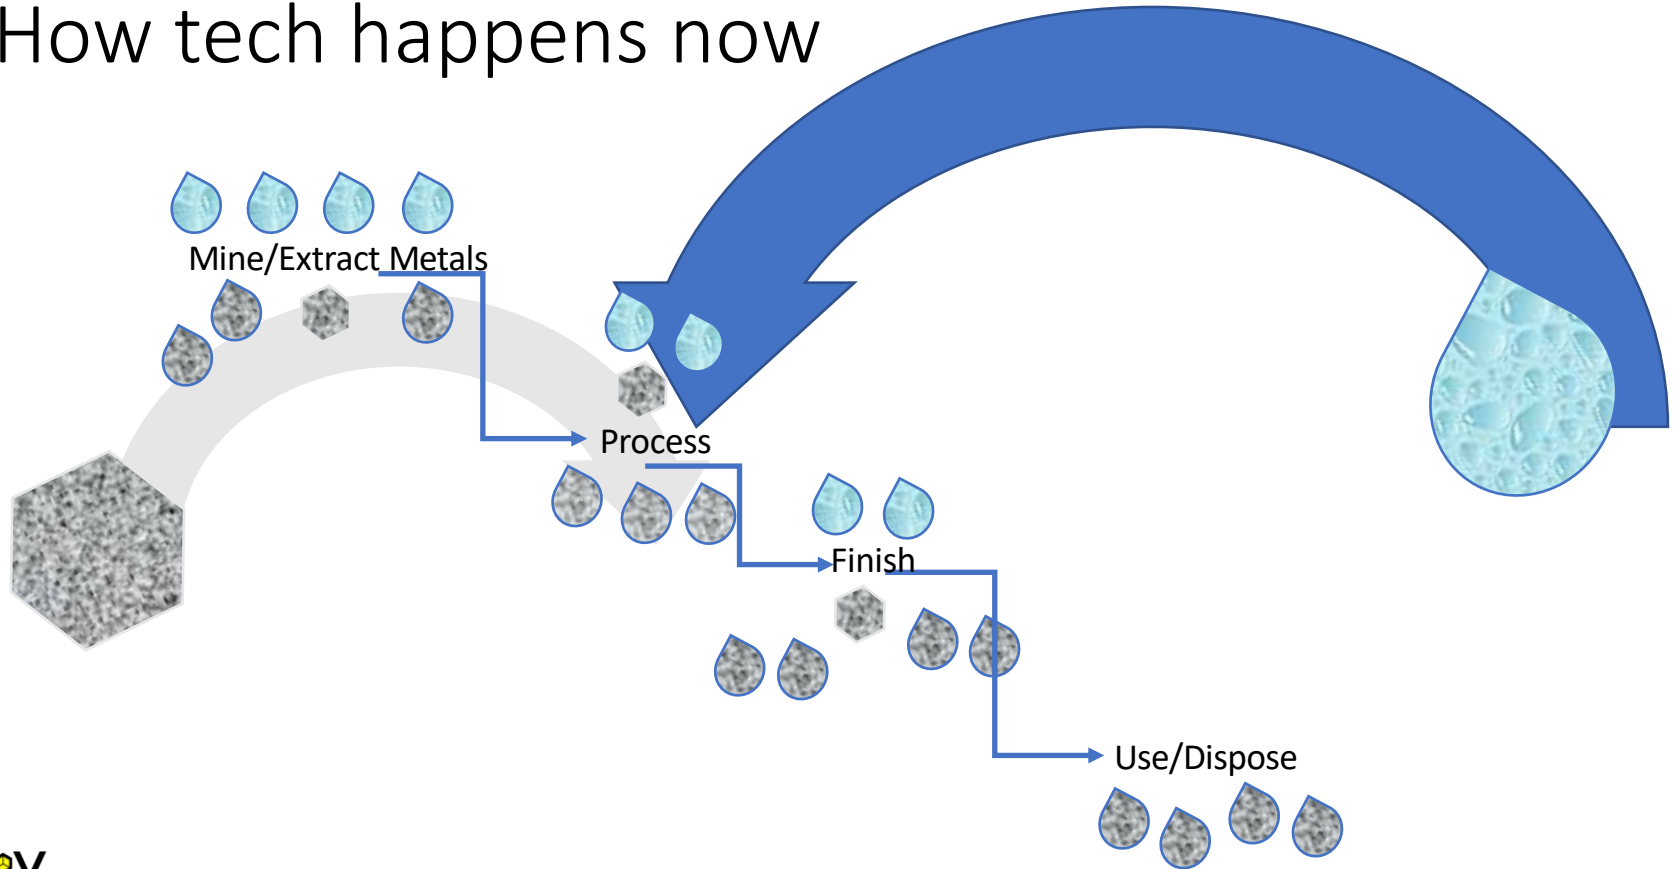 How tech happens now
Mine/Extract Metals
Process
Finish
Use/Dispose